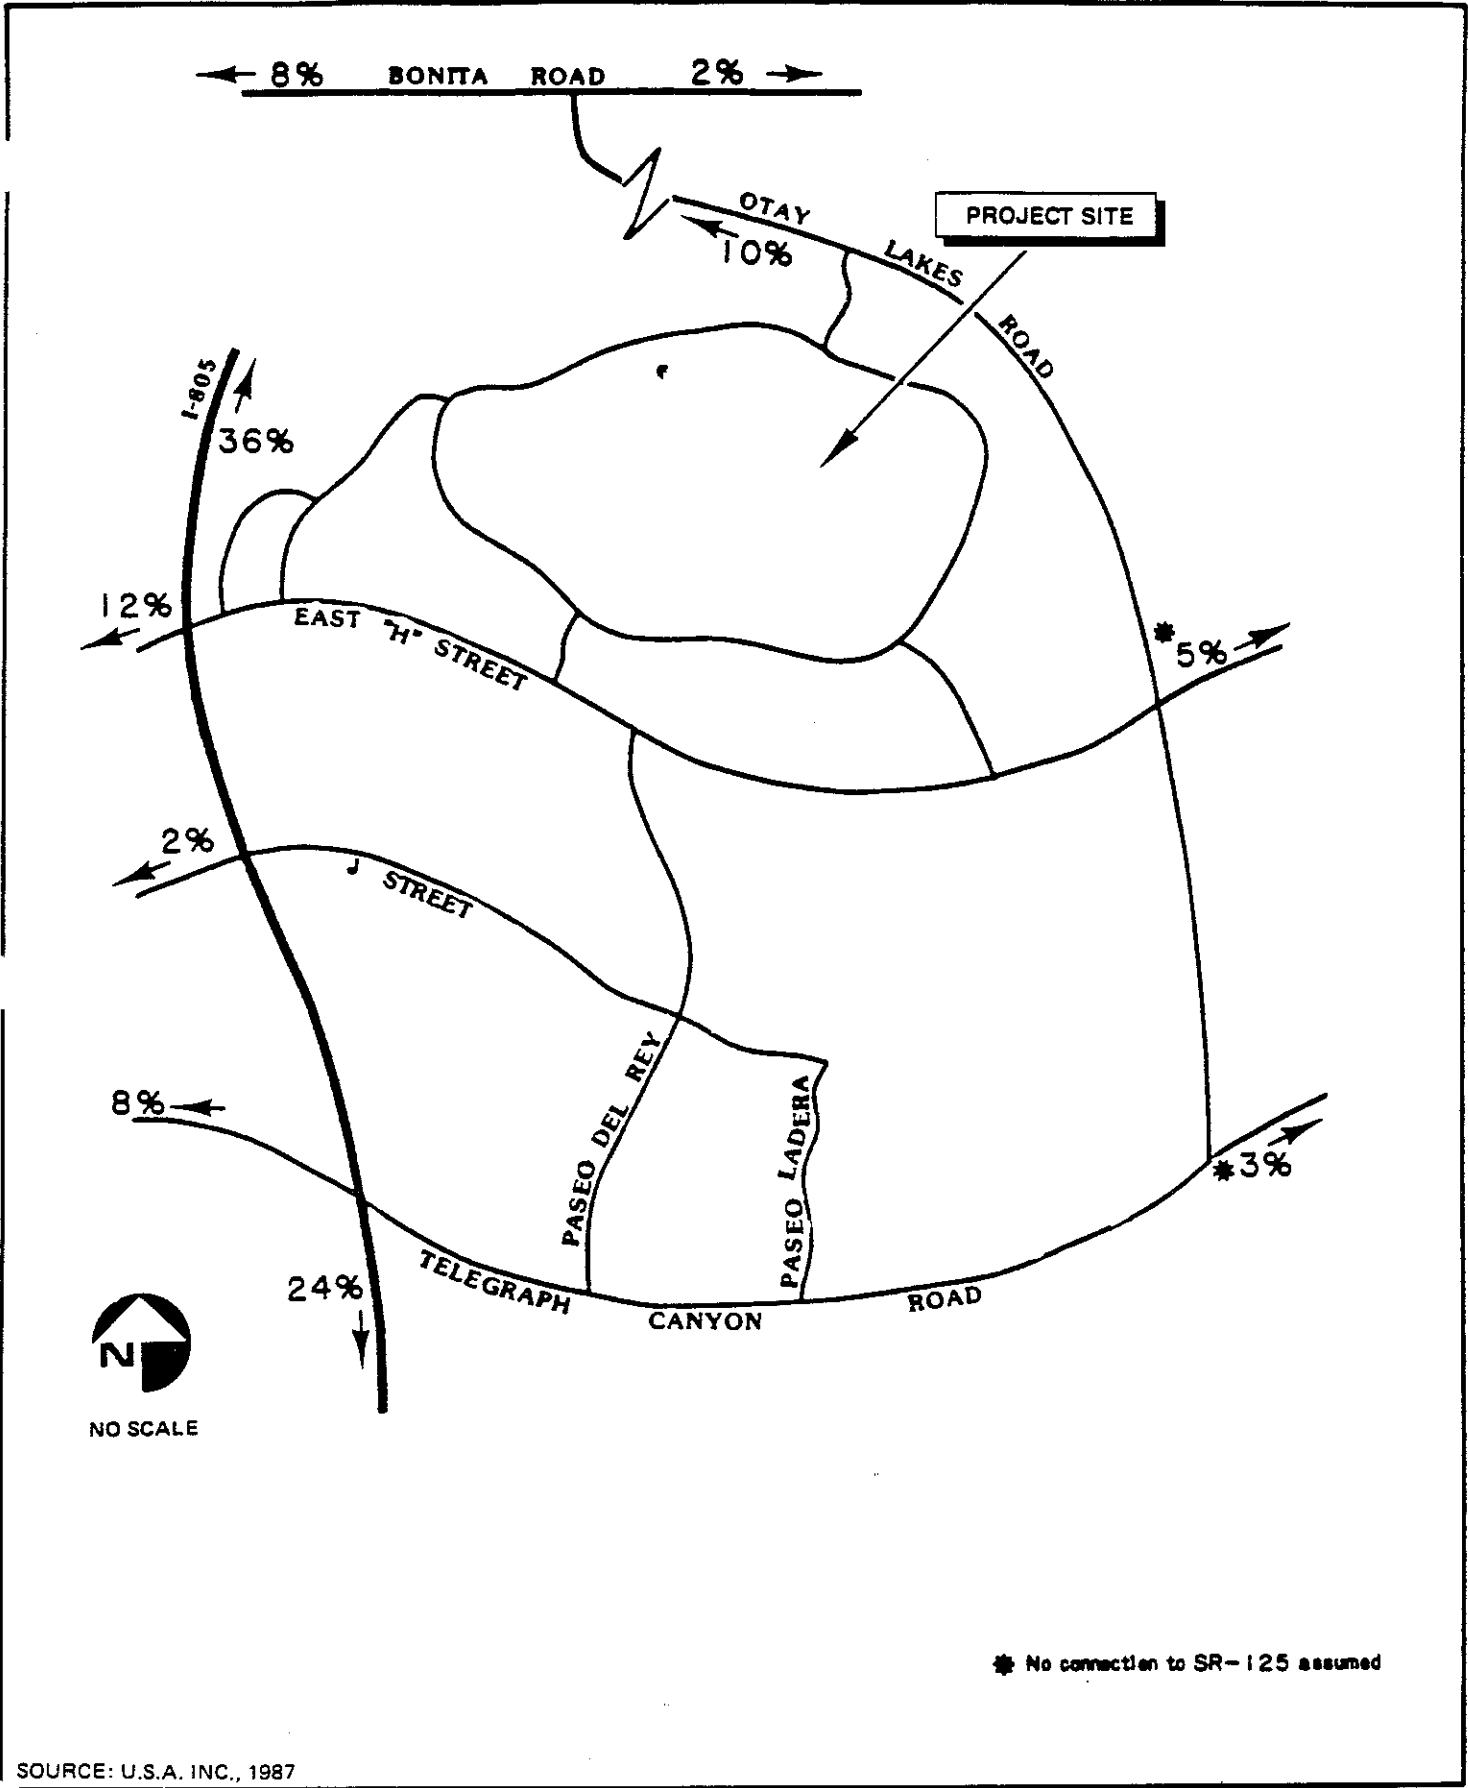 8% BONITA ROAD 2%
OTAY LAKES ROAD
10%
PROJECT SITE
I-805
36%
12%
EAST "H" STREET
* 5%
2%
J STREET
PASEO DEL REY
PASEO LADERA
8%
* 3%
24%
TELEGRAPH CANYON ROAD
N
NO SCALE
* No connection to SR-125 assumed
SOURCE: U.S.A. INC., 1987